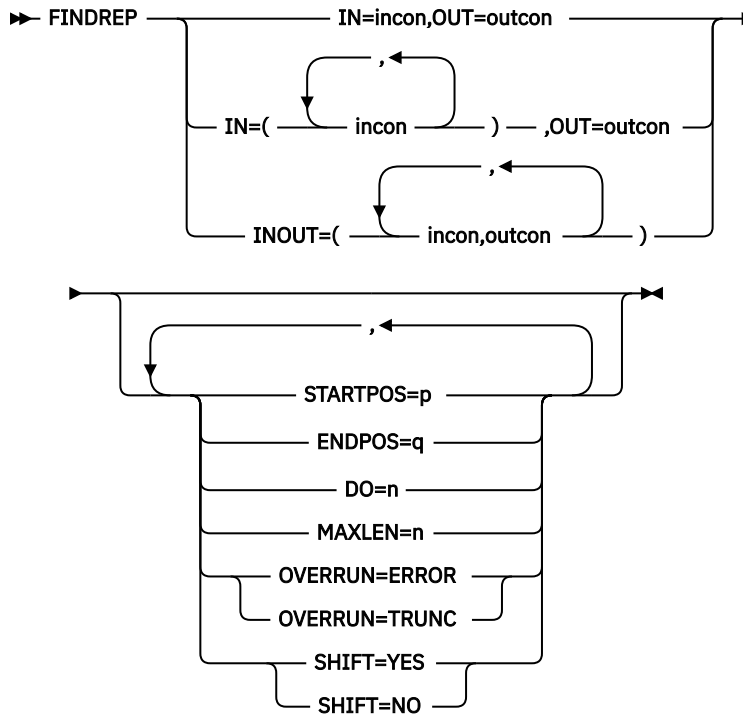 FINDREP IN=incon,OUT=outcon
,
IN=( incon ) ,OUT=outcon
,
INOUT=( incon,outcon )
,
STARTPOS=p
ENDPOS=q
DO=n
MAXLEN=n
OVERRUN=ERROR
OVERRUN=TRUNC
SHIFT=YES
SHIFT=NO